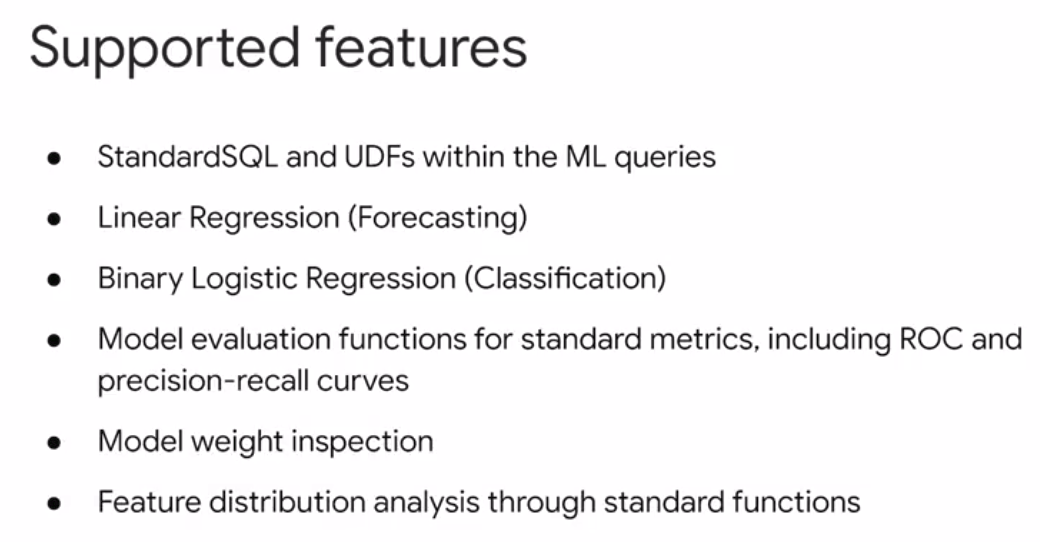 Supported features
● StandardSQL and UDFs within the ML queries
● Linear Regression (Forecasting)
● Binary Logistic Regression (Classification)
● Model evaluation functions for standard metrics, including ROC and
precision-recall curves
● Model weight inspection
● Feature distribution analysis through standard functions